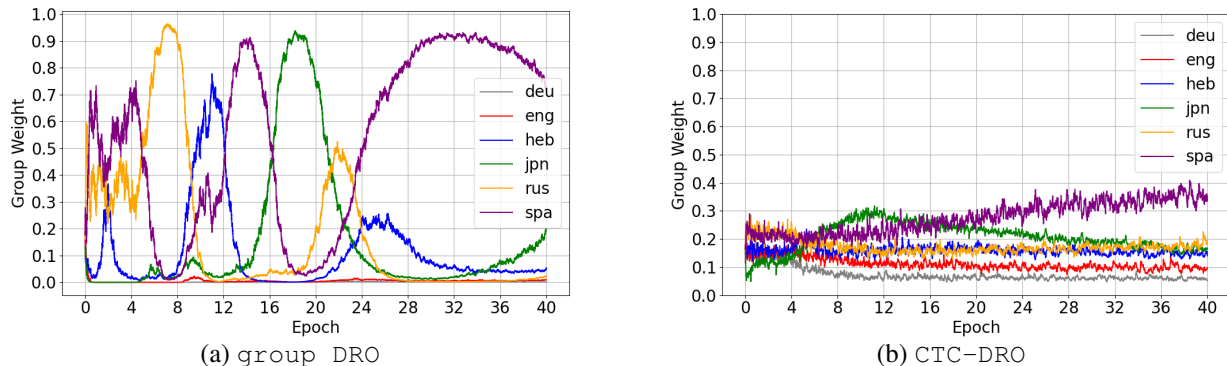 Group Weight
1.0
0.9
0.8
0.7
0.6
0.5
0.4
0.3
0.2
0.1
0.0
0 4 8 12 16 20 24 28 32 36 40
Epoch
deu
eng
heb
jpn
rus
spa
(a) group DRO
Group Weight
1.0
0.9
0.8
0.7
0.6
0.5
0.4
0.3
0.2
0.1
0.0
0 4 8 12 16 20 24 28 32 36 40
Epoch
deu
eng
heb
jpn
rus
spa
(b) CTC-DRO